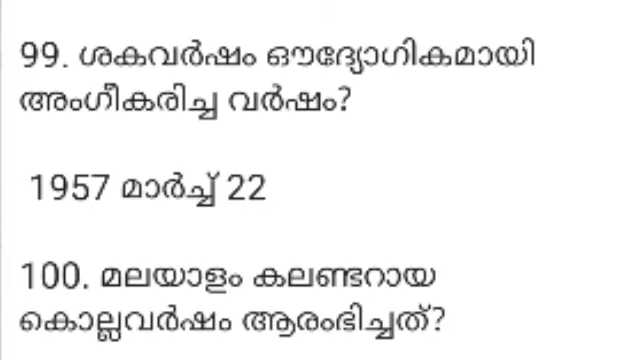 99. ശകവർഷം ഔദ്യോഗികമായി
അംഗീകരിച്ച വർഷം?
1957 മാർച്ച് 22
100. മലയാളം കലണ്ടറായ
കൊല്ലവർഷം ആരംഭിച്ചത്?